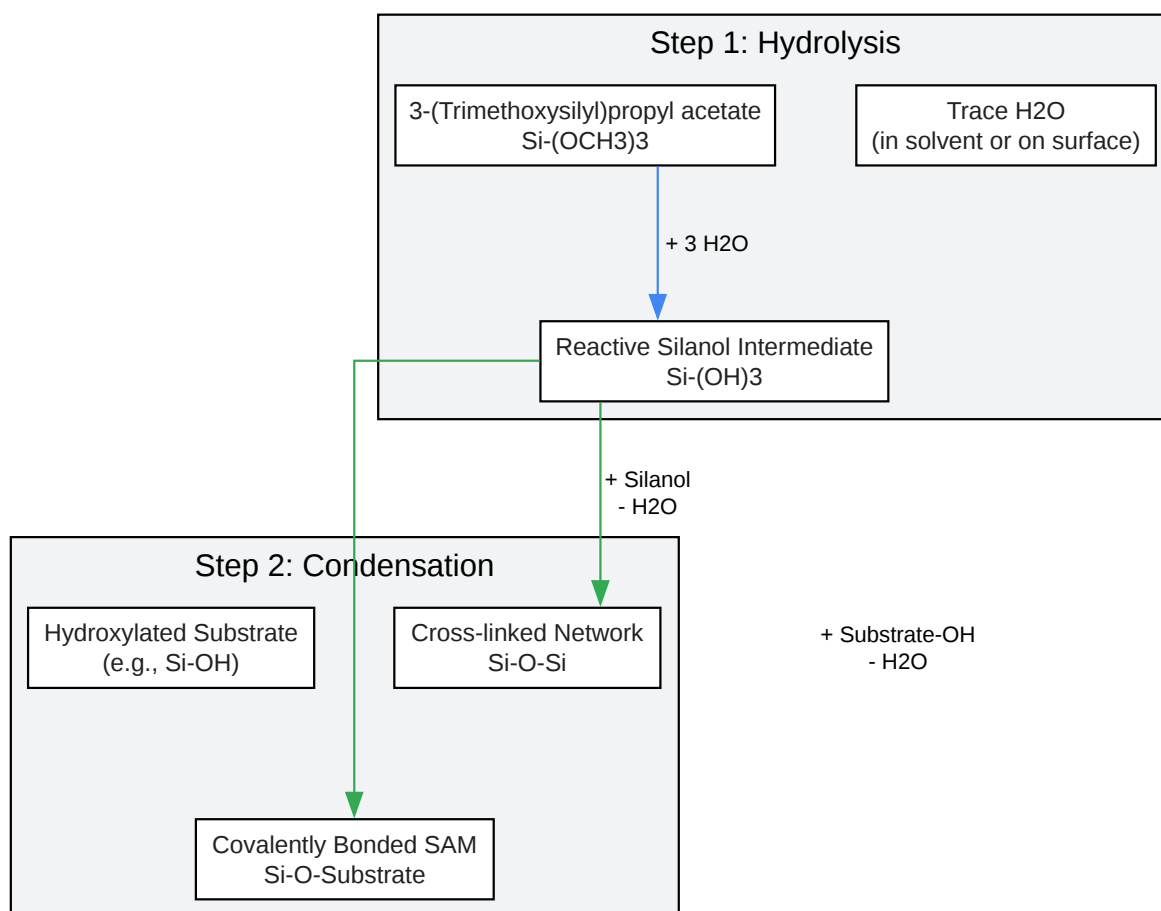 Step 1: Hydrolysis
3-(Trimethoxysilyl)propyl acetate
Si-(OCH3)3
Trace H2O
(in solvent or on surface)
+ 3 H2O
Reactive Silanol Intermediate
Si-(OH)3
+ Silanol
- H2O
Step 2: Condensation
Hydroxylated Substrate
(e.g., Si-OH)
Cross-linked Network
Si-O-Si
+ Substrate-OH
- H2O
Covalently Bonded SAM
Si-O-Substrate